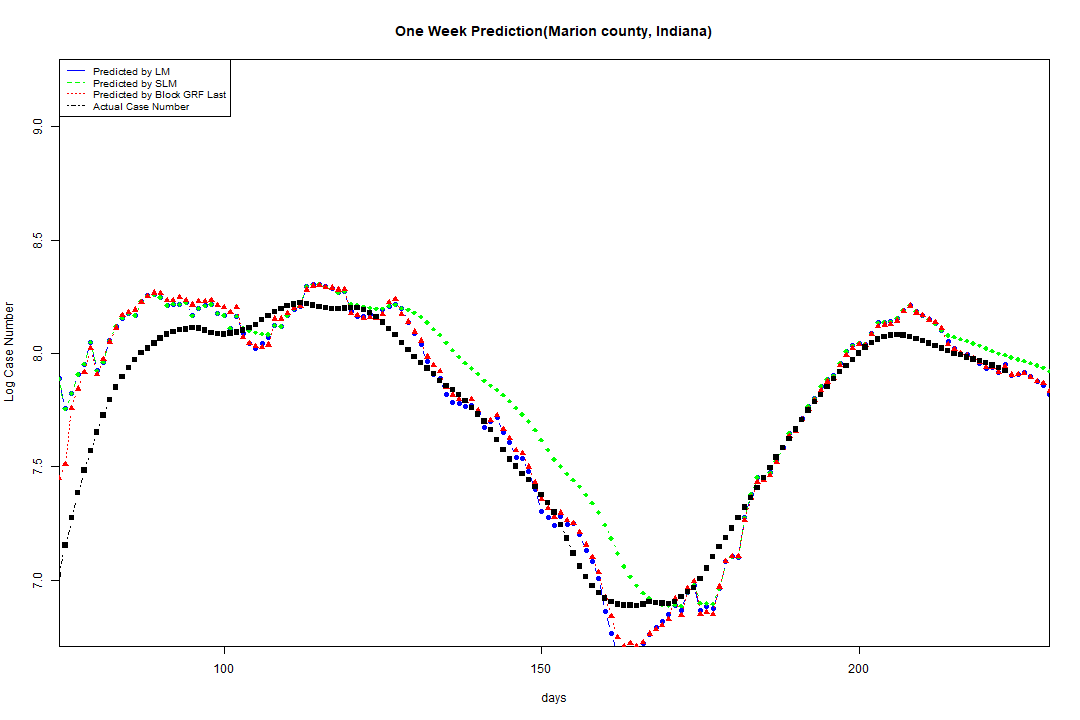 One Week Prediction(Marion county, Indiana)
Predicted by LM
Predicted by SLM
Predicted by Block GRF Last
Actual Case Number
9.0
8.5
8.0
7.5
7.0
Log Case Number
100
150
200
days